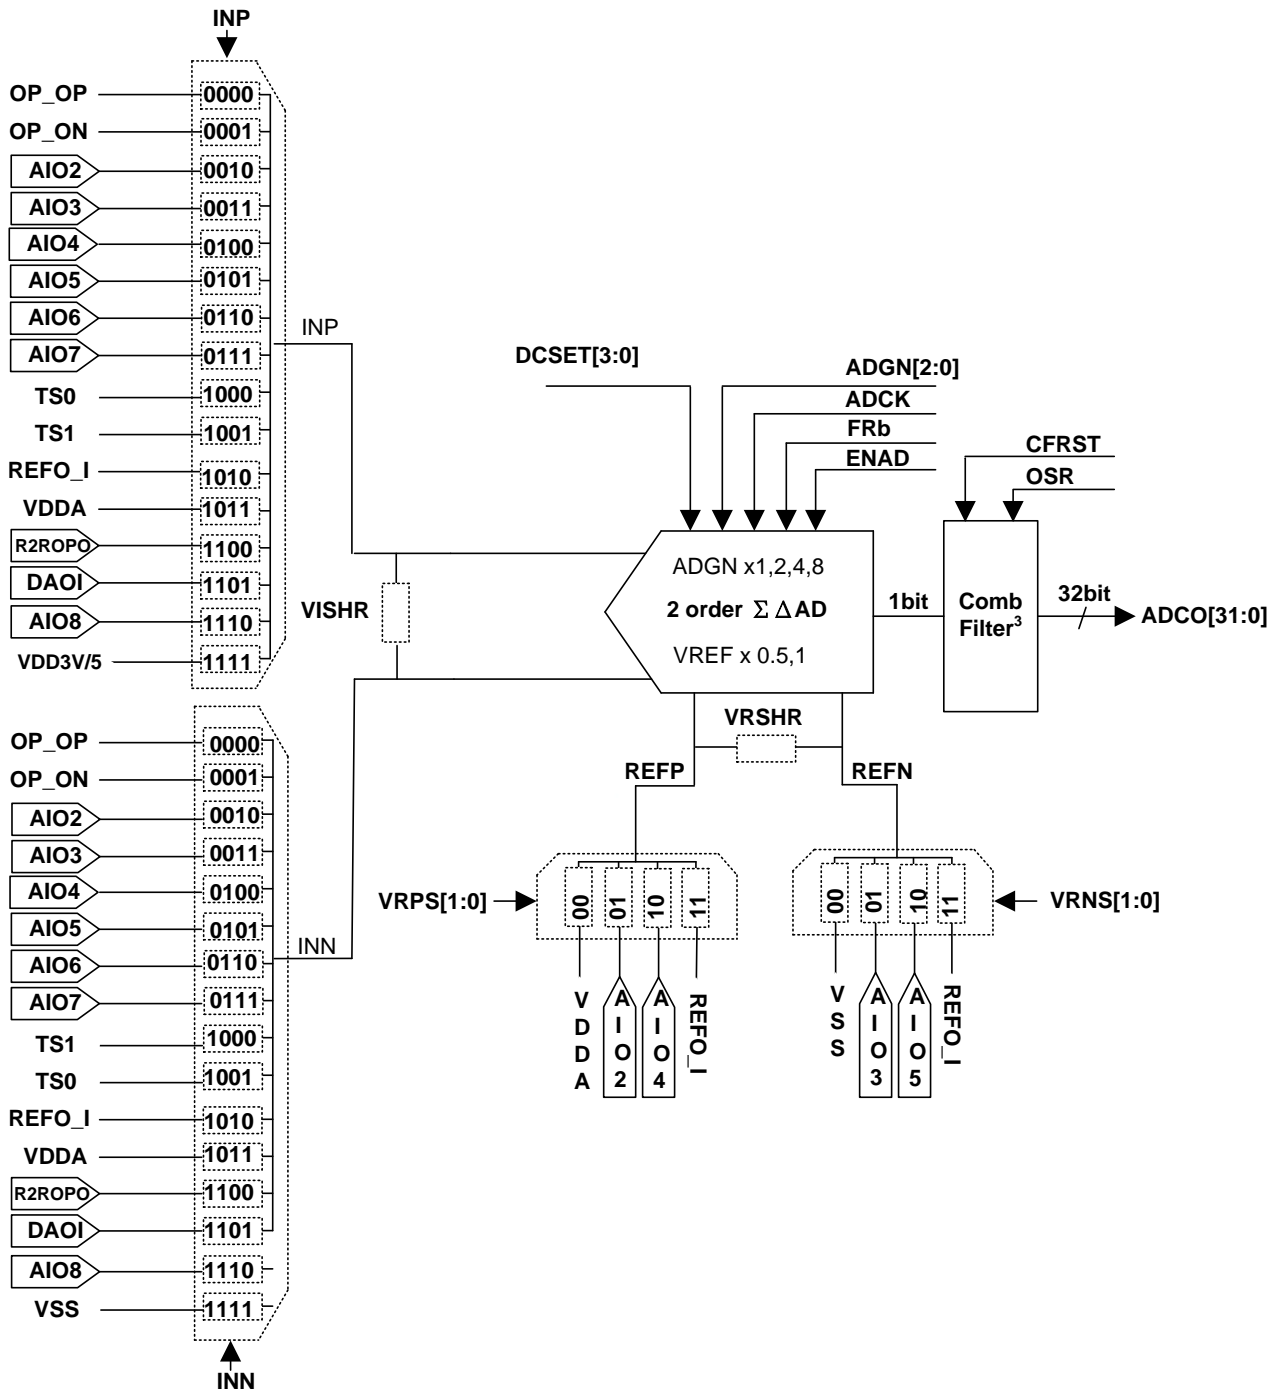 INP
OP_OP 0000
OP_ON 0001
AIO2 0010
AIO3 0011
AIO4 0100
AIO5 0101
AIO6 0110
AIO7 0111
TS0 1000
TS1 1001
REFO_I 1010
VDDA 1011
R2ROPO 1100
DAOI 1101
AIO8 1110
VDD3V/5 1111
INP
VISHR
DCSET[3:0]
ADGN[2:0]
ADCK
FRb
ENAD
CFRST
OSR
ADGN x1,2,4,8
2 order Σ Δ AD
VREF x 0.5,1
1bit
Comb
Filter³
32bit
ADCO[31:0]
VRSHR
REFP
REFN
OP_OP 0000
OP_ON 0001
AIO2 0010
AIO3 0011
AIO4 0100
AIO5 0101
AIO6 0110
AIO7 0111
TS1 1000
TS0 1001
REFO_I 1010
VDDA 1011
R2ROPO 1100
DAOI 1101
AIO8 1110
VSS 1111
INN
INN
VRPS[1:0]
00 01 10 11
VDDA
AIO2
AIO4
REFO_I
00 01 10 11
VRNS[1:0]
VSS
AIO3
AIO5
REFO_I